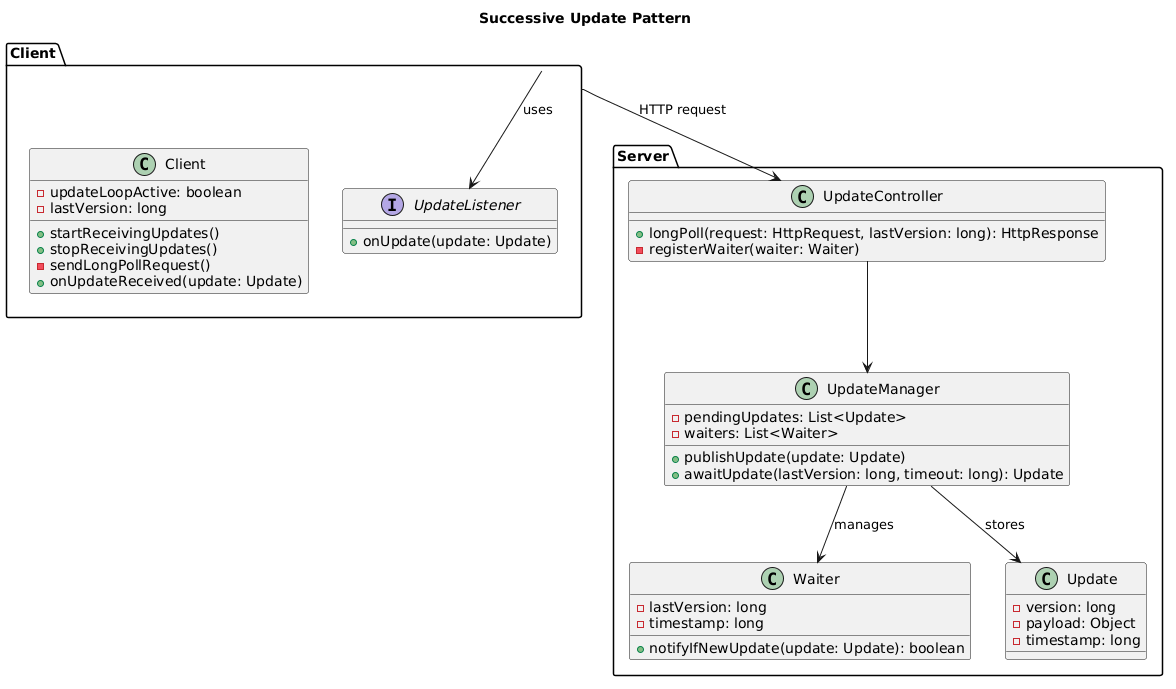 Successive Update Pattern
Client
uses
HTTP request
C Client
updateLoopActive: boolean
lastVersion: long
startReceivingUpdates()
stopReceivingUpdates()
sendLongPollRequest()
onUpdateReceived(update: Update)
I UpdateListener
onUpdate(update: Update)
Server
C UpdateController
longPoll(request: HttpRequest, lastVersion: long): HttpResponse
registerWaiter(waiter: Waiter)
C UpdateManager
pendingUpdates: List<Update>
waiters: List<Waiter>
publishUpdate(update: Update)
awaitUpdate(lastVersion: long, timeout: long): Update
manages
stores
C Waiter
lastVersion: long
timestamp: long
notifyIfNewUpdate(update: Update): boolean
C Update
version: long
payload: Object
timestamp: long